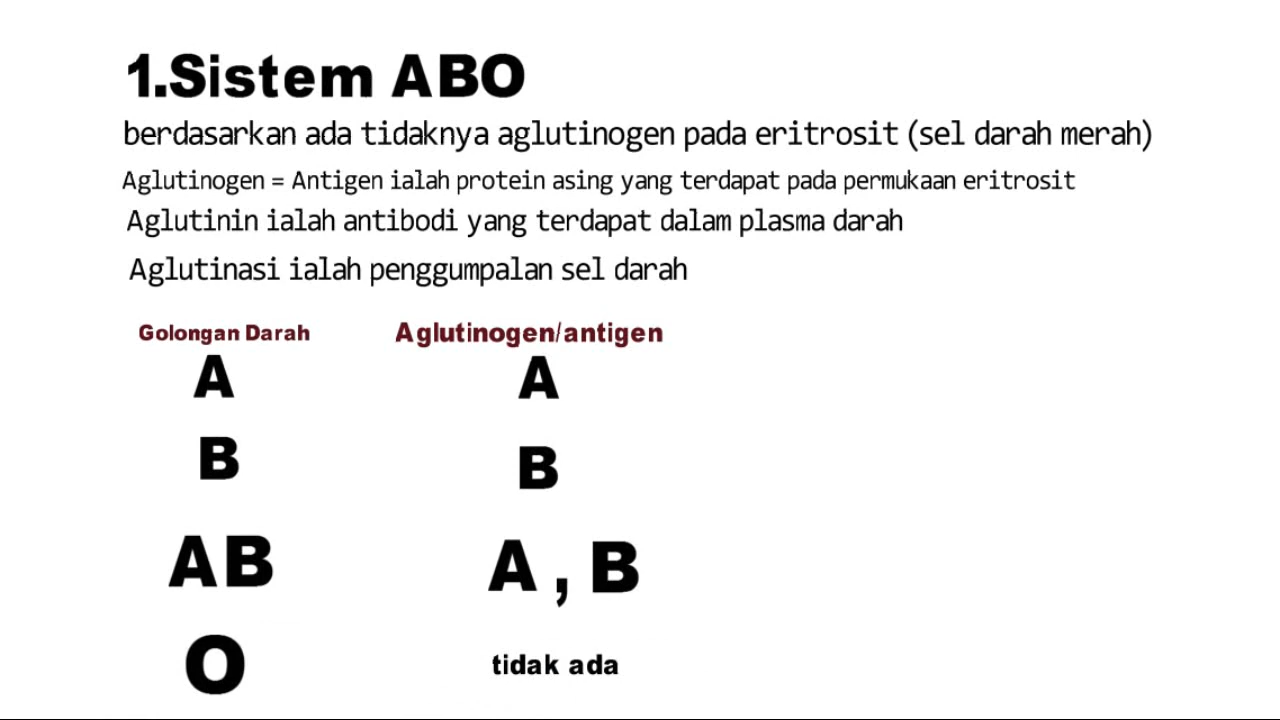 1.Sistem ABO
berdasarkan ada tidaknya aglutinogen pada eritrosit (sel darah merah)
Aglutinogen = Antigen ialah protein asing yang terdapat pada permukaan eritrosit
Aglutinin ialah antibodi yang terdapat dalam plasma darah
Aglutinasi ialah penggumpalan sel darah
Golongan Darah Aglutinogen/antigen
A A
B B
AB A , B
O tidak ada